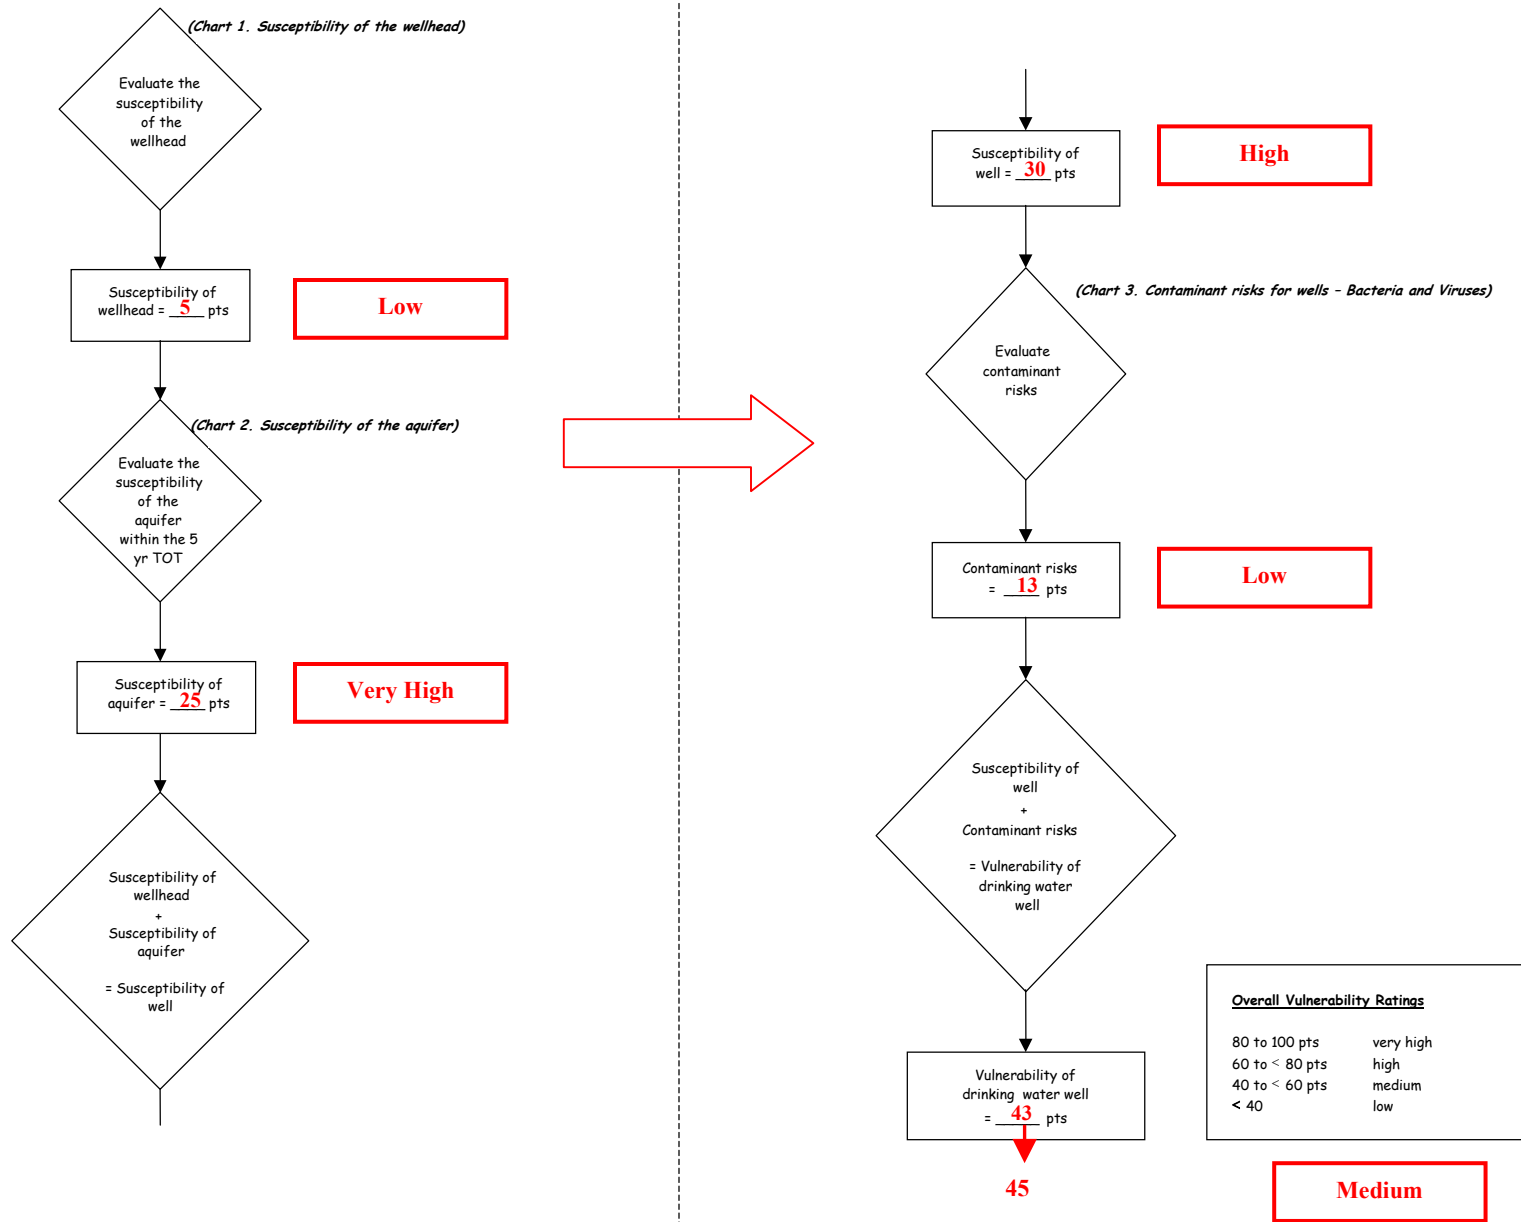 (Chart 1. Susceptibility of the wellhead)
Evaluate the
susceptibility
of the
wellhead
Susceptibility of
wellhead = 5 pts
Low
(Chart 2. Susceptibility of the aquifer)
Evaluate the
susceptibility
of the
aquifer
within the 5
yr TOT
Susceptibility of
aquifer = 25 pts
Very High
Susceptibility of
wellhead
+
Susceptibility of
aquifer
= Susceptibility of
well
Susceptibility of
well = 30 pts
High
(Chart 3. Contaminant risks for wells - Bacteria and Viruses)
Evaluate
contaminant
risks
Contaminant risks
= 13 pts
Low
Susceptibility of
well
+
Contaminant risks
= Vulnerability of
drinking water
well
Vulnerability of
drinking water well
= 43 pts
45
Overall Vulnerability Ratings
80 to 100 pts very high
60 to < 80 pts high
40 to < 60 pts medium
< 40 low
Medium